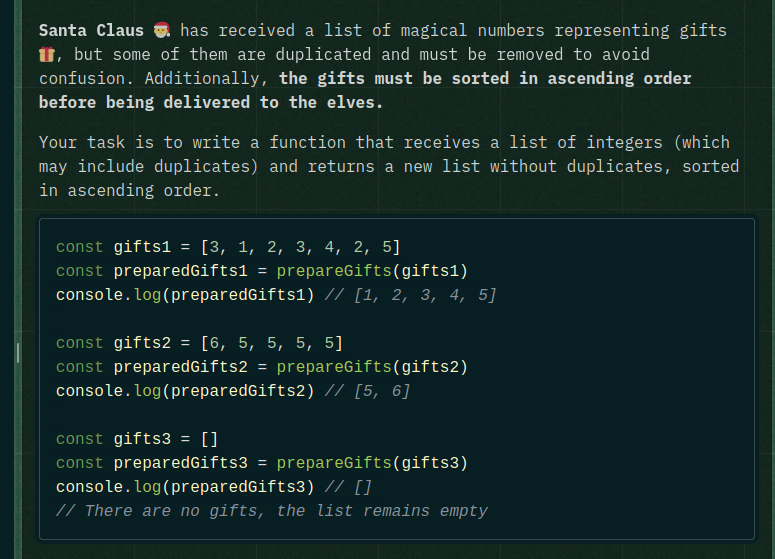 Santa Claus 🎅 has received a list of magical numbers representing gifts
🎁, but some of them are duplicated and must be removed to avoid
confusion. Additionally, the gifts must be sorted in ascending order
before being delivered to the elves.
Your task is to write a function that receives a list of integers (which
may include duplicates) and returns a new list without duplicates, sorted
in ascending order.
const gifts1 = [3, 1, 2, 3, 4, 2, 5]
const preparedGifts1 = prepareGifts(gifts1)
console.log(preparedGifts1) // [1, 2, 3, 4, 5]
const gifts2 = [6, 5, 5, 5, 5]
const preparedGifts2 = prepareGifts(gifts2)
console.log(preparedGifts2) // [5, 6]
const gifts3 = []
const preparedGifts3 = prepareGifts(gifts3)
console.log(preparedGifts3) // []
// There are no gifts, the list remains empty